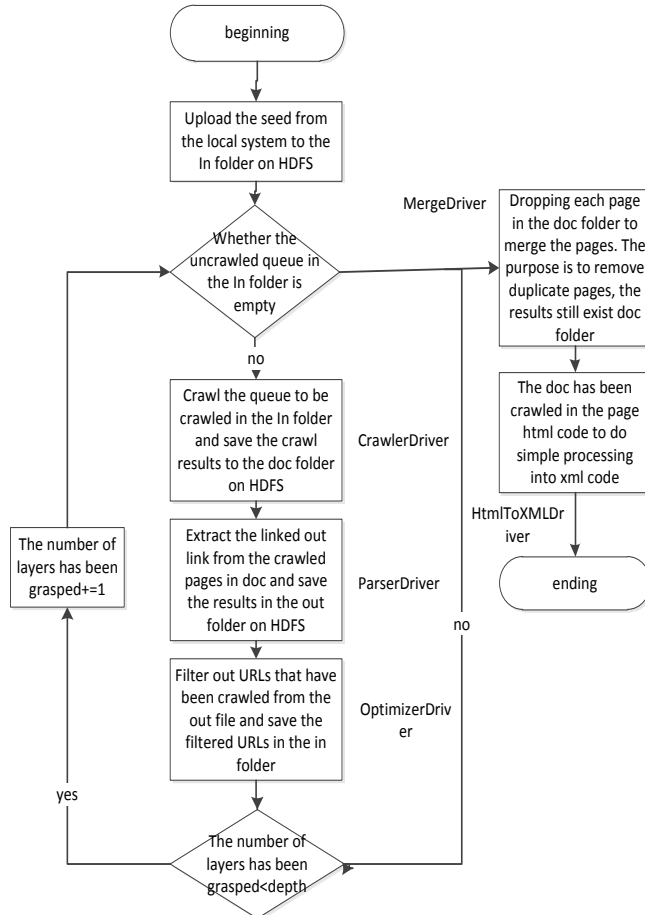 beginning
Upload the seed from
the local system to the
In folder on HDFS
Whether the
uncrawled queue in
the In folder is
empty
no
Crawl the queue to be
crawled in the In folder
and save the crawl
results to the doc folder
on HDFS
CrawlerDriver
Extract the linked out
link from the crawled
pages in doc and save
the results in the out
folder on HDFS
ParserDriver
Filter out URLs that have
been crawled from the
out file and save the
filtered URLs in the in
folder
OptimizerDriv
er
The number of
layers has been
grasped<depth
yes
The number of
layers has been
grasped+=1
no
MergeDriver
Dropping each page
in the doc folder to
merge the pages. The
purpose is to remove
duplicate pages, the
results still exist doc
folder
The doc has been
crawled in the page
html code to do
simple processing
into xml code
HtmlToXMLDr
iver
ending